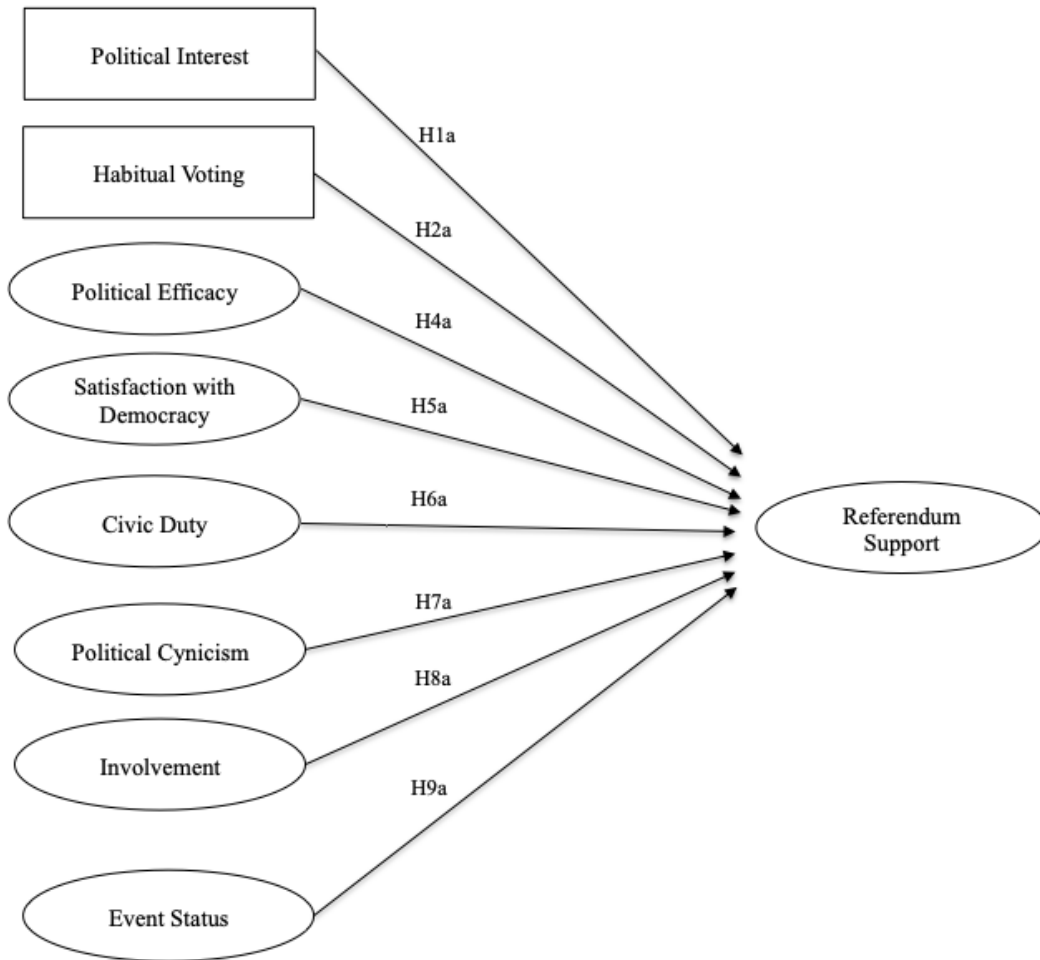 Political Interest
H1a
Habitual Voting
H2a
Political Efficacy
H4a
Satisfaction with
Democracy
H5a
Civic Duty
H6a
Referendum
Support
Political Cynicism
H7a
H8a
Involvement
H9a
Event Status